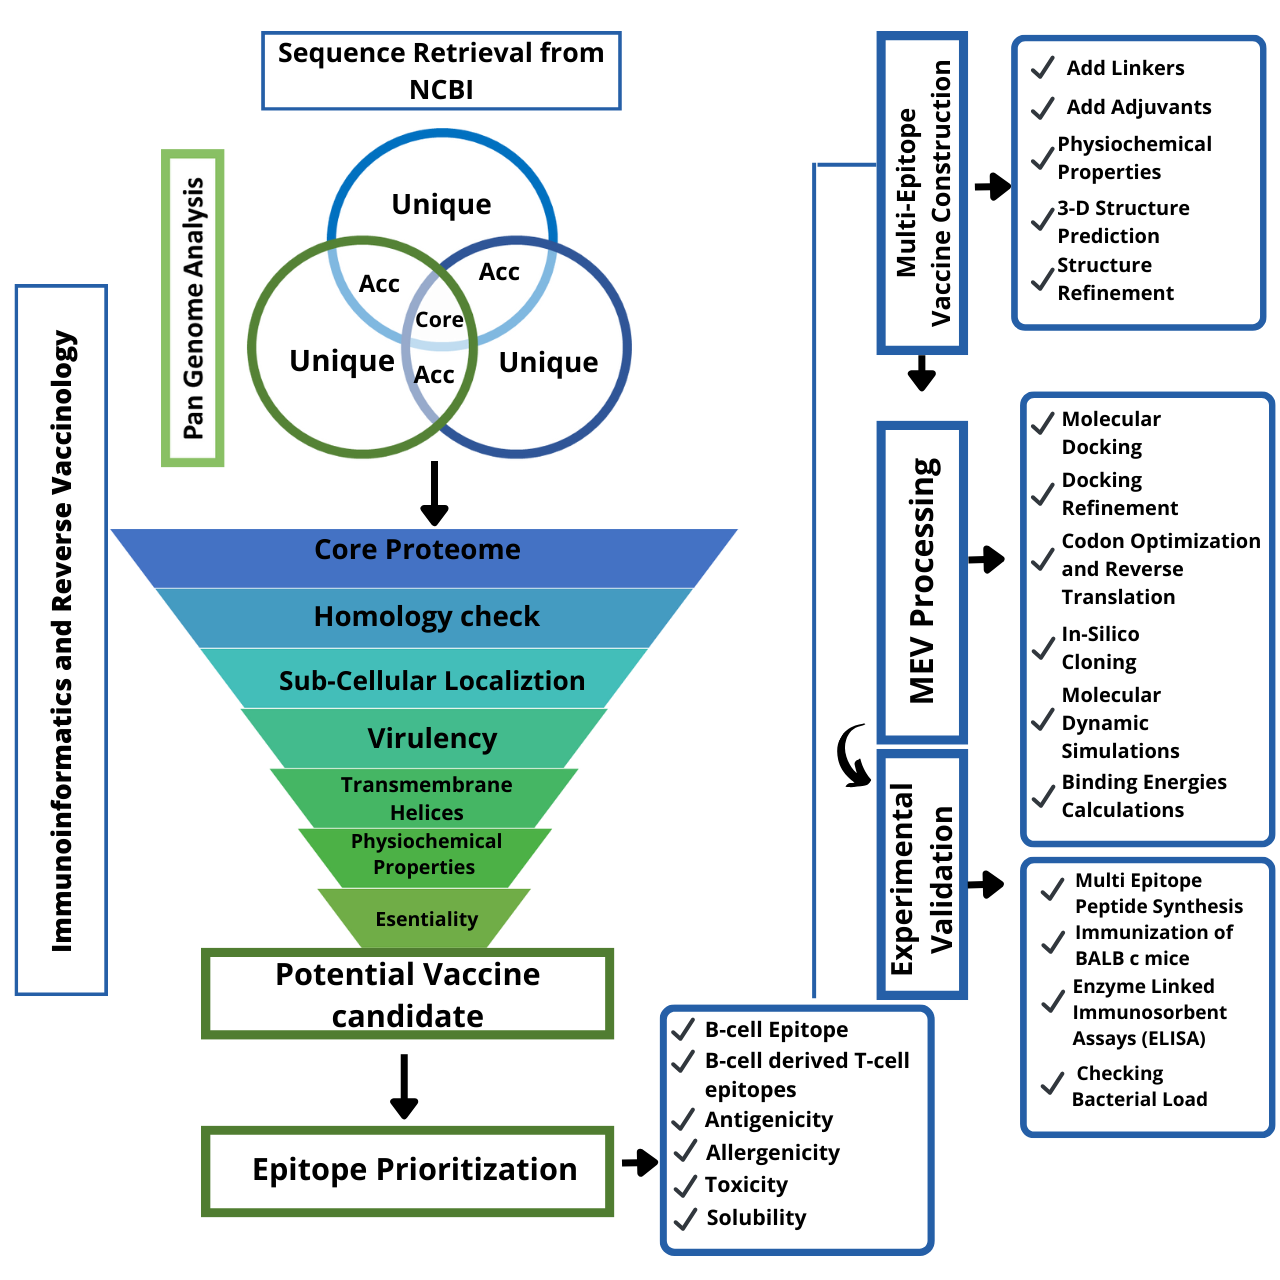 Sequence Retrieval from
NCBI
Pan Genome Analysis
Unique
Acc
Acc
Core
Unique
Acc
Unique
Immunoinformatics and Reverse Vaccinology
Core Proteome
Homology check
Sub-Cellular Localiztion
Virulency
Transmembrane
Helices
Physiochemical
Properties
Esentiality
Potential Vaccine
candidate
Epitope Prioritization
B-cell Epitope
B-cell derived T-cell
epitopes
Antigenicity
Allergenicity
Toxicity
Solubility
Multi-Epitope
Vaccine Construction
Add Linkers
Add Adjuvants
Physiochemical
Properties
3-D Structure
Prediction
Structure
Refinement
MEV Processing
Molecular
Docking
Docking
Refinement
Codon Optimization
and Reverse
Translation
In-Silico
Cloning
Molecular
Dynamic
Simulations
Binding Energies
Calculations
Experimental
Validation
Multi Epitope
Peptide Synthesis
Immunization of
BALB c mice
Enzyme Linked
Immunosorbent
Assays (ELISA)
Checking
Bacterial Load